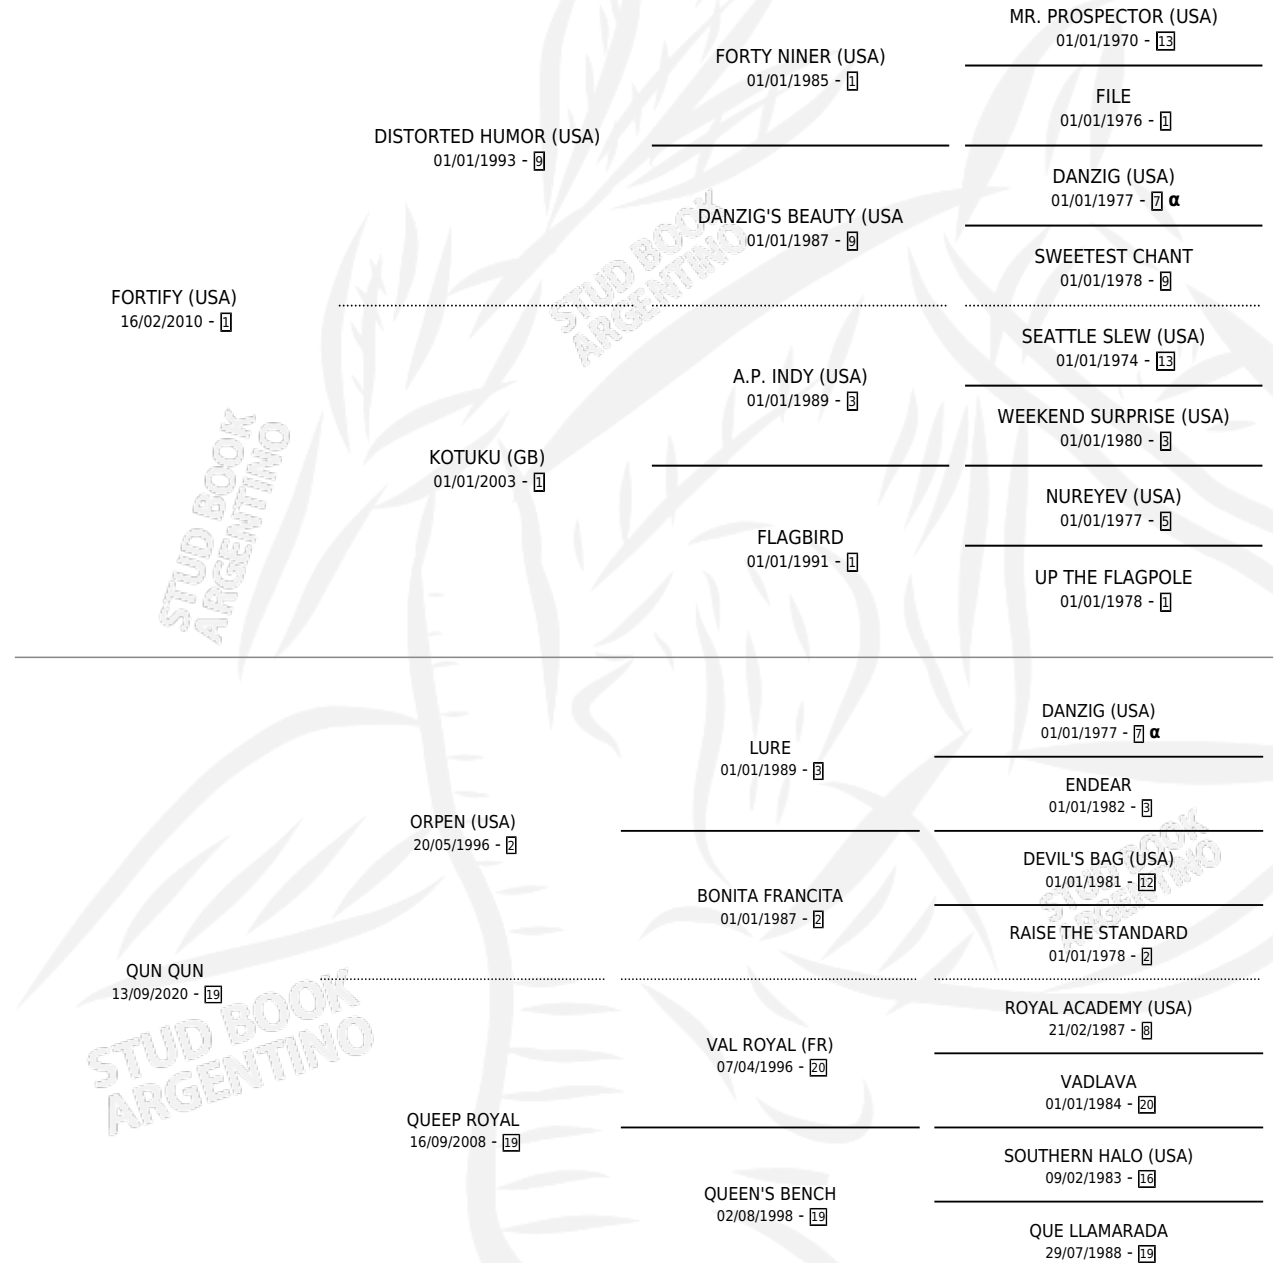 MR. PROSPECTOR (USA)
01/01/1970 - 13
FORTY NINER (USA)
01/01/1985 - 1
FILE
01/01/1976 - 1
DISTORTED HUMOR (USA)
01/01/1993 - 9
DANZIG (USA)
01/01/1977 - 7 α
DANZIG'S BEAUTY (USA
01/01/1987 - 9
SWEETEST CHANT
01/01/1978 - 9
FORTIFY (USA)
16/02/2010 - 1
SEATTLE SLEW (USA)
01/01/1974 - 13
A.P. INDY (USA)
01/01/1989 - 3
WEEKEND SURPRISE (USA)
01/01/1980 - 3
KOTUKU (GB)
01/01/2003 - 1
NUREYEV (USA)
01/01/1977 - 5
FLAGBIRD
01/01/1991 - 1
UP THE FLAGPOLE
01/01/1978 - 1
STUD BOOK
ARGENTINO
STUD BOOK
ARGENTINO
DANZIG (USA)
01/01/1977 - 7 α
LURE
01/01/1989 - 3
ENDEAR
01/01/1982 - 3
ORPEN (USA)
20/05/1996 - 2
DEVIL'S BAG (USA)
01/01/1981 - 12
BONITA FRANCITA
01/01/1987 - 2
RAISE THE STANDARD
01/01/1978 - 2
QUN QUN
13/09/2020 - 19
ROYAL ACADEMY (USA)
21/02/1987 - 8
VAL ROYAL (FR)
07/04/1996 - 20
VADLAVA
01/01/1984 - 20
QUEEP ROYAL
16/09/2008 - 19
SOUTHERN HALO (USA)
09/02/1983 - 16
QUEEN'S BENCH
02/08/1998 - 19
QUE LLAMARADA
29/07/1988 - 19
STUD BOOK
ARGENTINO
STUD BOOK
ARGENTINO